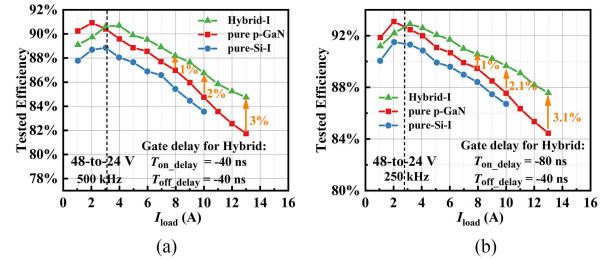 92%
90%
88%
86%
84%
82%
80%
78%
Tested Efficiency
Hybrid-I
pure p-GaN
pure-Si-I
1%
2%
3%
48-to-24 V
500 kHz
Gate delay for Hybrid:
Ton_delay = -40 ns
Toff_delay = -40 ns
0 2 4 6 8 10 12 14 16
Iload (A)
(a)
92%
88%
84%
80%
Tested Efficiency
1%
2.1%
3.1%
Hybrid-I
pure p-GaN
pure-Si-I
48-to-24 V
250 kHz
Gate delay for Hybrid:
Ton_delay = -80 ns
Toff_delay = -40 ns
0 2 4 6 8 10 12 14 16
Iload (A)
(b)